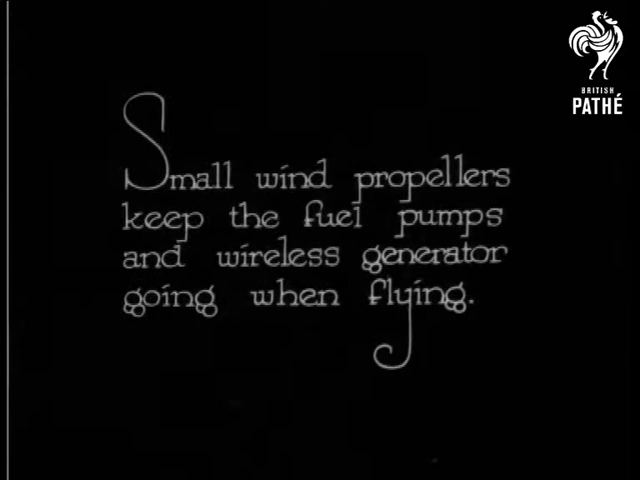 BRITISH
PATHÉ
Small wind propellers
keep the fuel pumps
and wireless generator
going when flying.